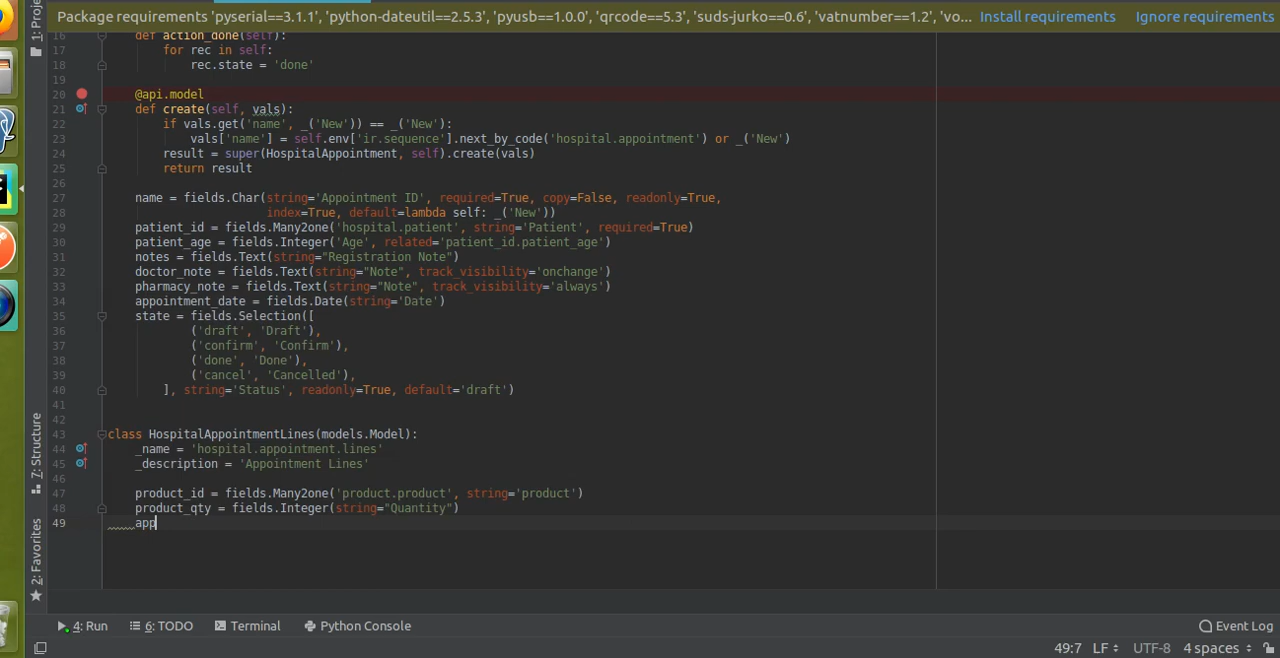 Package requirements 'pyserial==3.1.1', 'python-dateutil==2.5.3', 'pyusb==1.0.0', 'qrcode==5.3', 'suds-jurko==0.6', 'vatnumber==1.2', 'vo... Install requirements Ignore requirements
1: Proje
16 def action_done(self):
17 for rec in self:
18 rec.state = 'done'
19
20 @api.model
21 def create(self, vals):
22 if vals.get('name', _('New')) == _('New'):
23 vals['name'] = self.env['ir.sequence'].next_by_code('hospital.appointment') or _('New')
24 result = super(HospitalAppointment, self).create(vals)
25 return result
26
27 name = fields.Char(string='Appointment ID', required=True, copy=False, readonly=True,
28 index=True, default=lambda self: _('New'))
29 patient_id = fields.Many2one('hospital.patient', string='Patient', required=True)
30 patient_age = fields.Integer('Age', related='patient_id.patient_age')
31 notes = fields.Text(string="Registration Note")
32 doctor_note = fields.Text(string="Note", track_visibility='onchange')
33 pharmacy_note = fields.Text(string="Note", track_visibility='always')
34 appointment_date = fields.Date(string='Date')
35 state = fields.Selection([
36 ('draft', 'Draft'),
37 ('confirm', 'Confirm'),
38 ('done', 'Done'),
39 ('cancel', 'Cancelled'),
40 ], string='Status', readonly=True, default='draft')
41
42
43 class HospitalAppointmentLines(models.Model):
44 _name = 'hospital.appointment.lines'
45 _description = 'Appointment Lines'
46
47 product_id = fields.Many2one('product.product', string='product')
48 product_qty = fields.Integer(string="Quantity")
49 app
7: Structure
2: Favorites
4: Run 6: TODO Terminal Python Console Event Log
49:7 LF UTF-8 4 spaces